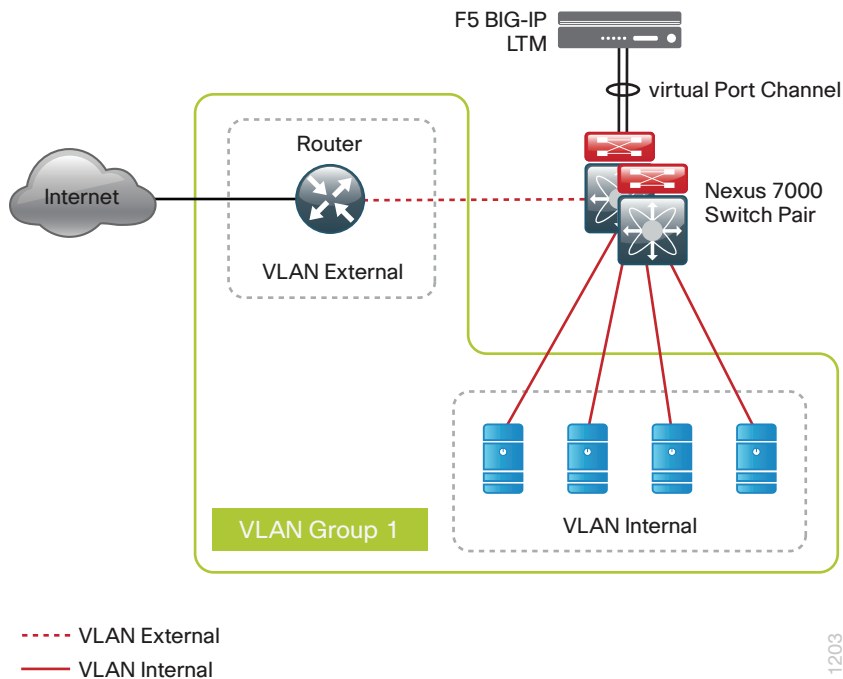 F5 BIG-IP
LTM
virtual Port Channel
Router
Internet
Nexus 7000
Switch Pair
VLAN External
VLAN Internal
VLAN Group 1
VLAN External
VLAN Internal
1203